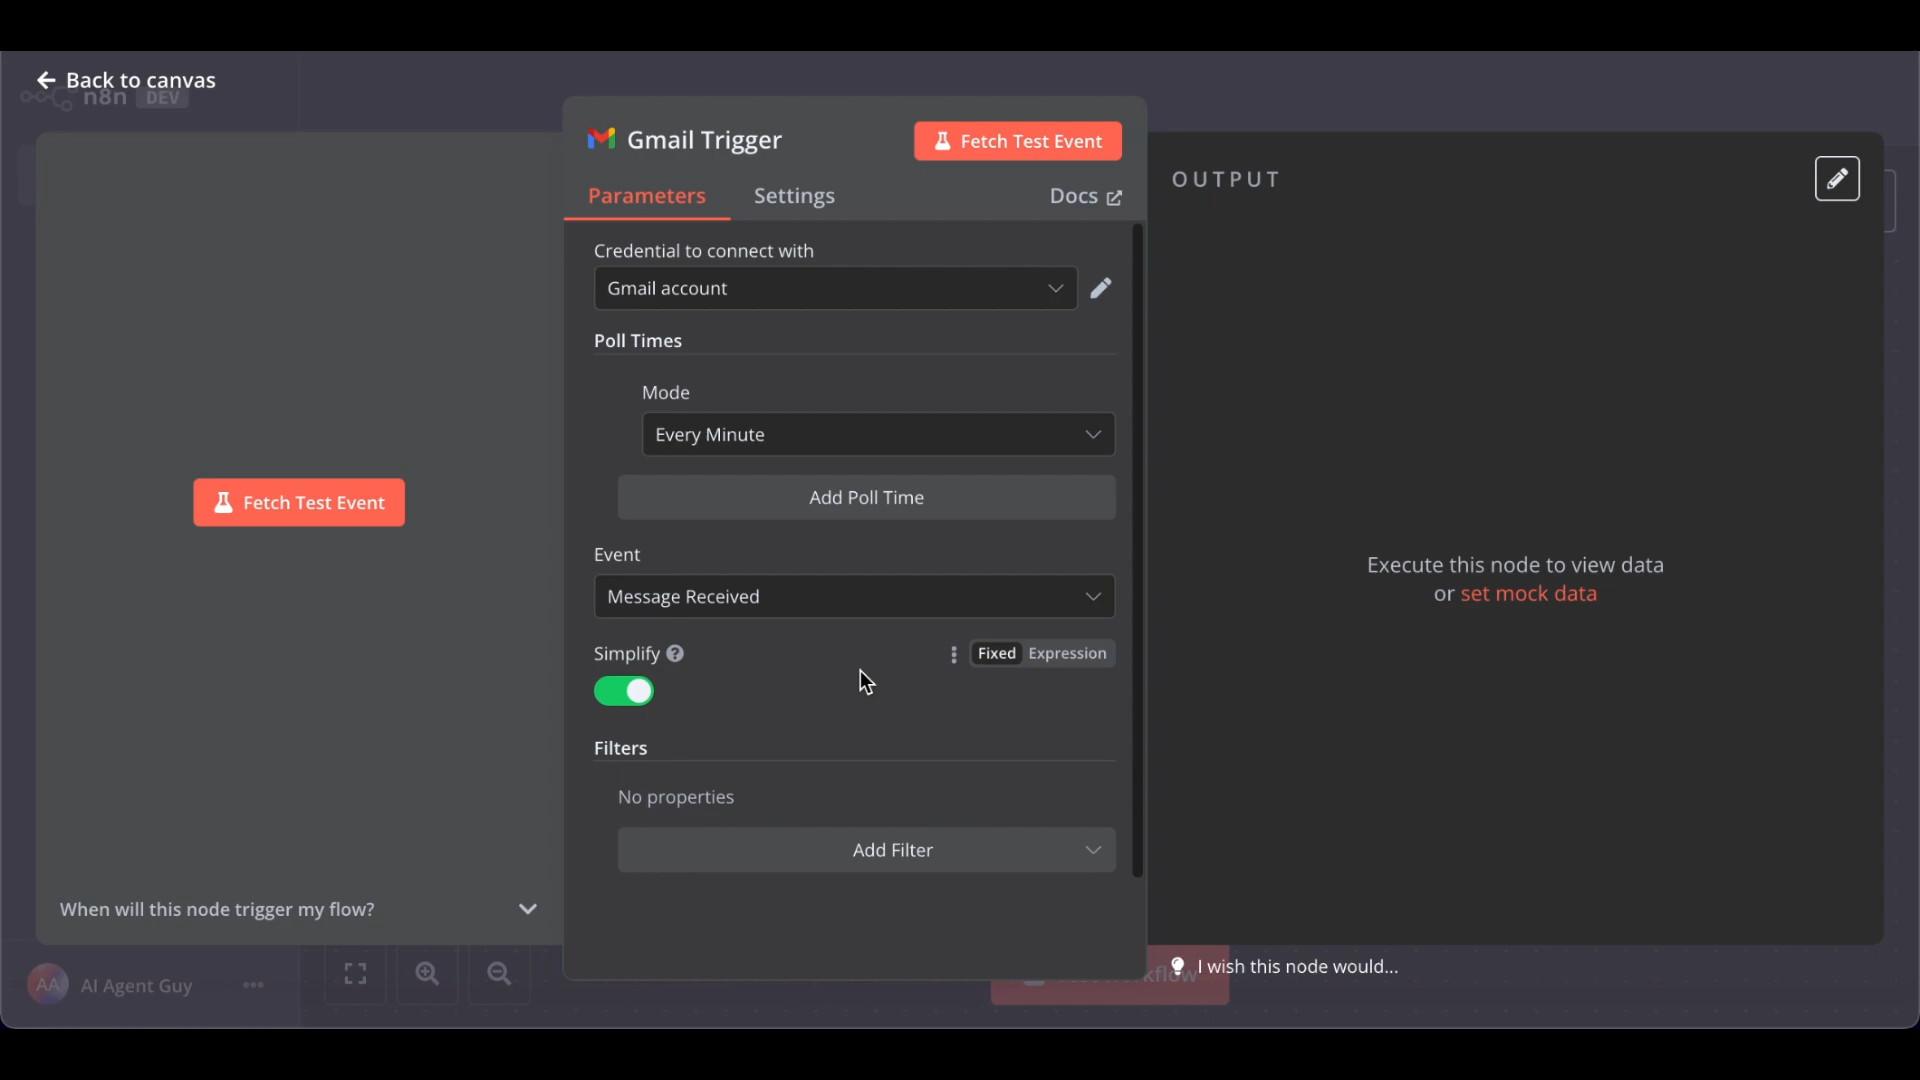 Back to canvas
n8n DEV
Gmail Trigger
Fetch Test Event
Parameters
Settings
Docs
Credential to connect with
Gmail account
Poll Times
Mode
Every Minute
Add Poll Time
Event
Message Received
Simplify
Fixed
Expression
Filters
No properties
Add Filter
Fetch Test Event
When will this node trigger my flow?
OUTPUT
Execute this node to view data
or set mock data
I wish this node would...
AA
AI Agent Guy